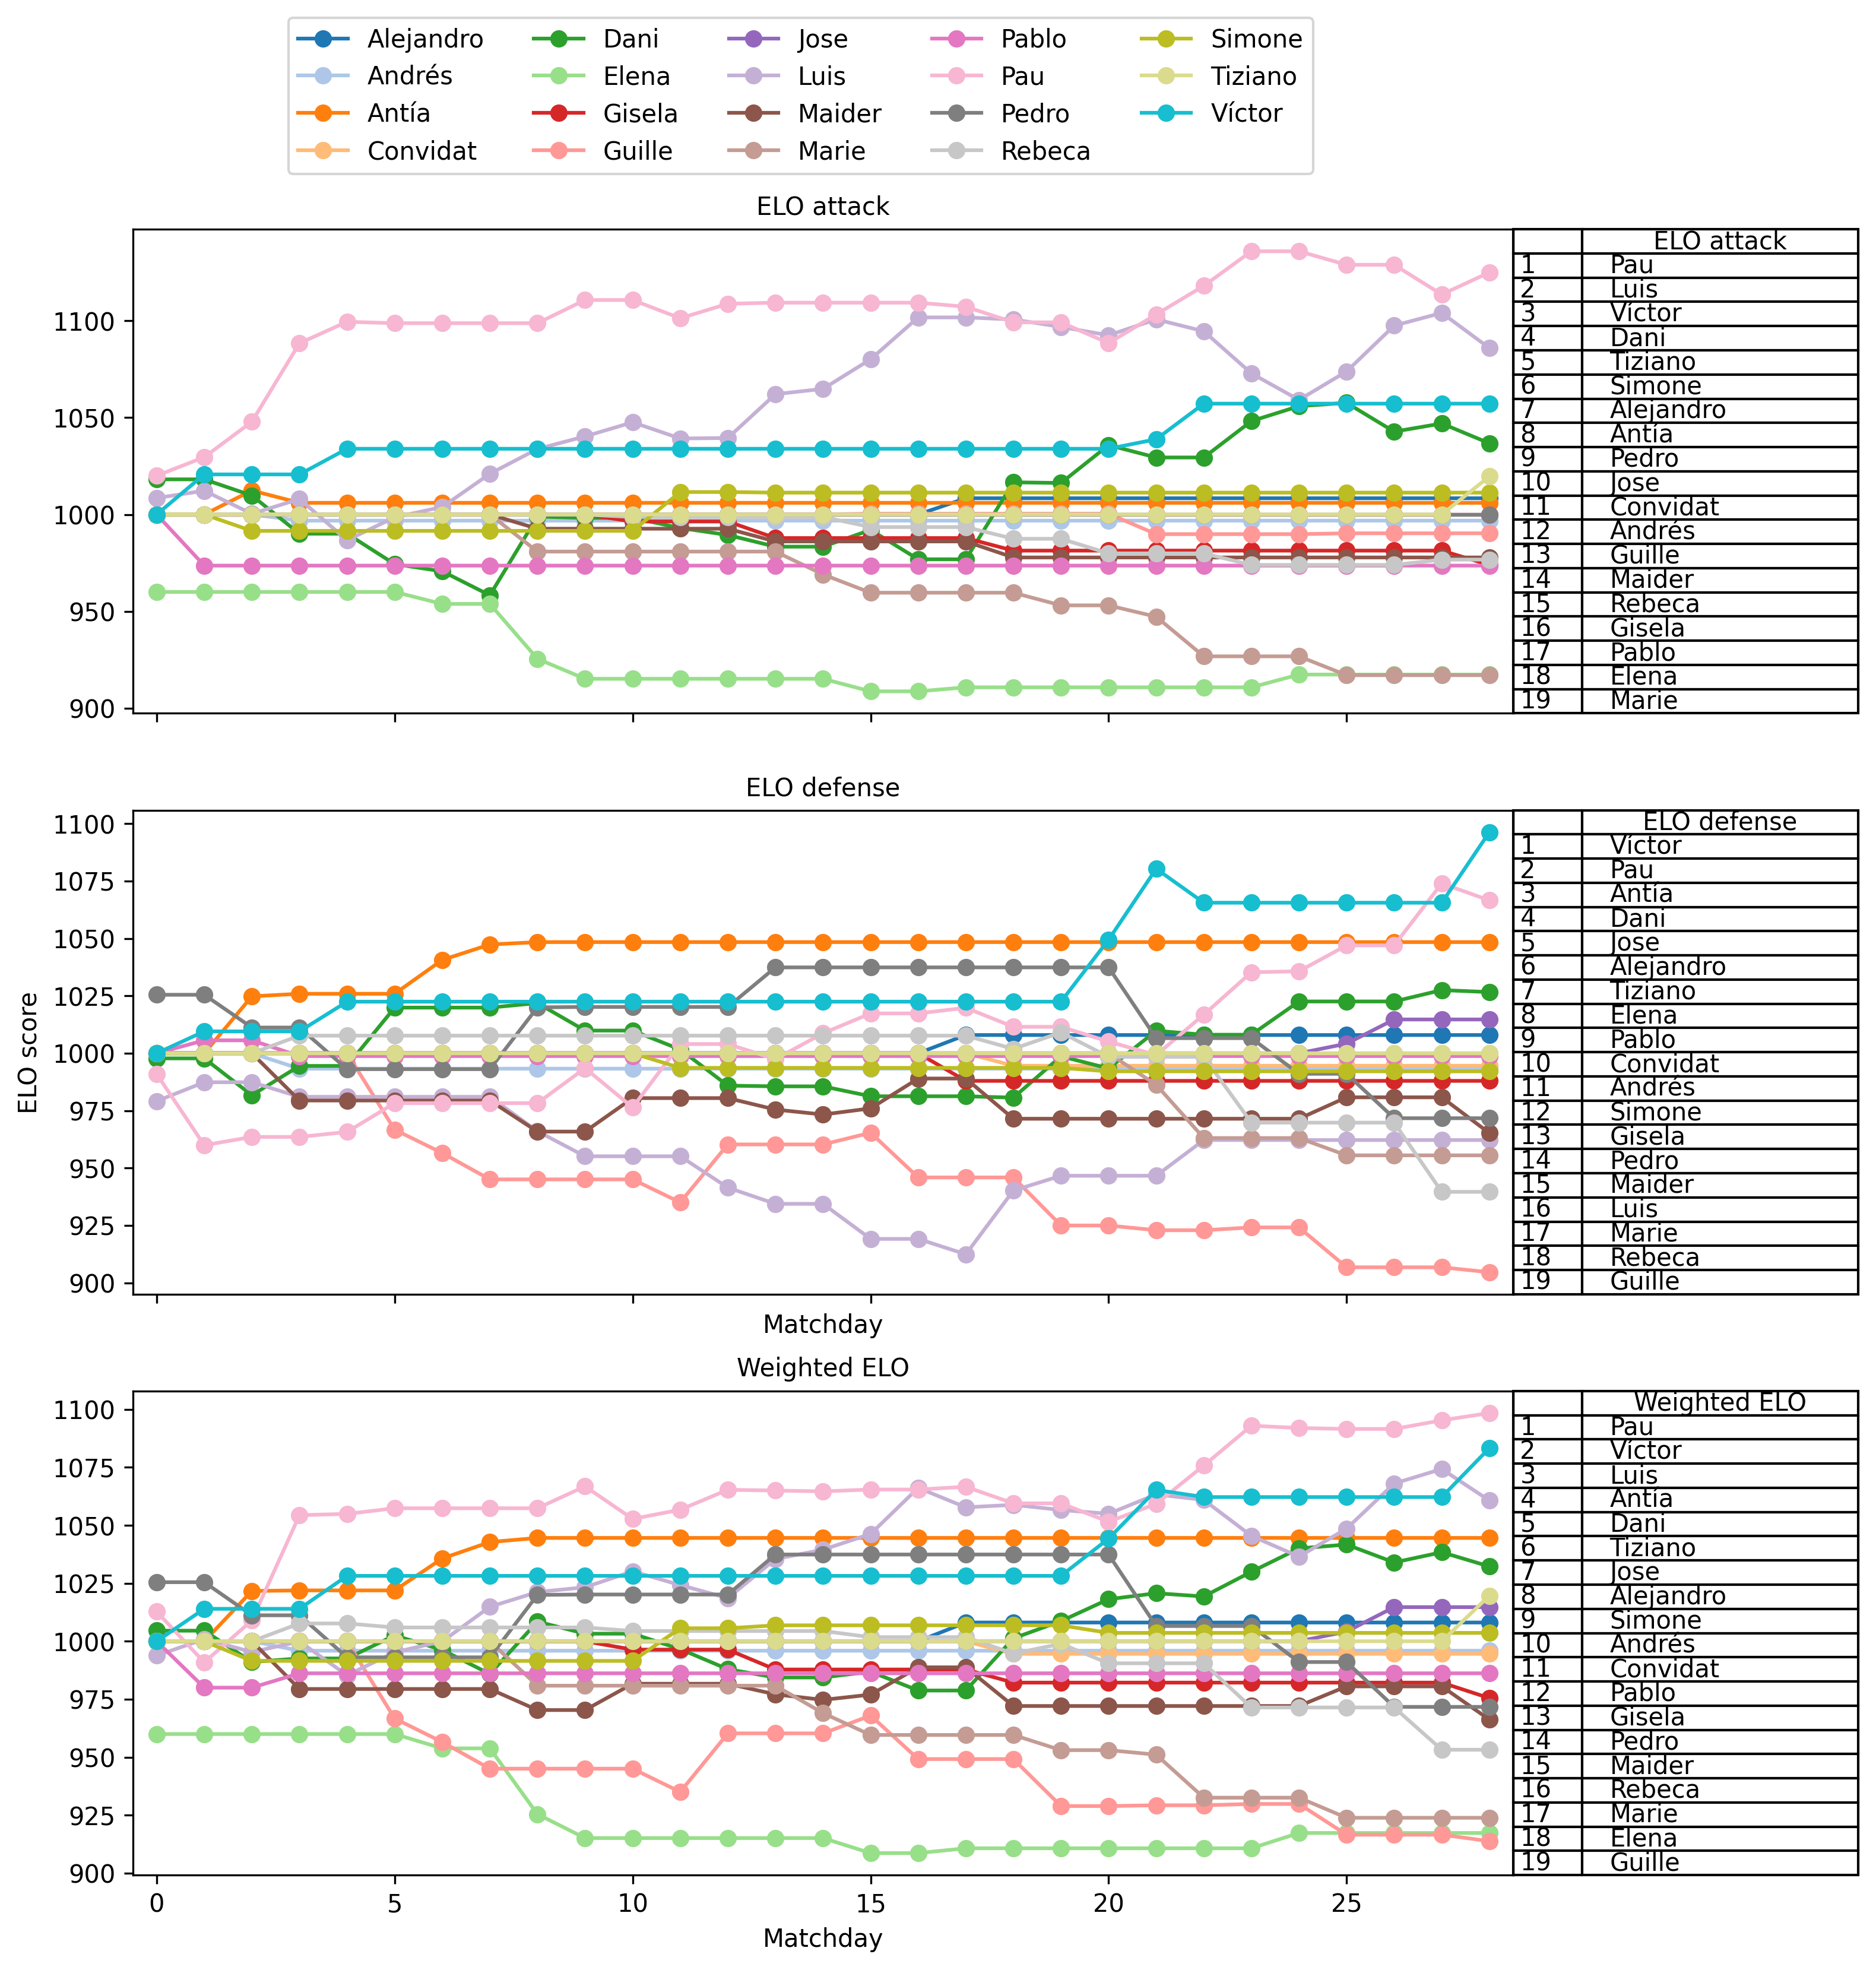 Alejandro Dani Jose Pablo Simone
Andrés Elena Luis Pau Tiziano
Antía Gisela Maider Pedro Víctor
Convidat Guille Marie Rebeca
ELO attack
1100
1050
1000
950
900
ELO attack
1 Pau
2 Luis
3 Víctor
4 Dani
5 Tiziano
6 Simone
7 Alejandro
8 Antía
9 Pedro
10 Jose
11 Convidat
12 Andrés
13 Guille
14 Maider
15 Rebeca
16 Gisela
17 Pablo
18 Elena
19 Marie
ELO defense
ELO score
1100
1075
1050
1025
1000
975
950
925
900
Matchday
ELO defense
1 Víctor
2 Pau
3 Antía
4 Dani
5 Jose
6 Alejandro
7 Tiziano
8 Elena
9 Pablo
10 Convidat
11 Andrés
12 Simone
13 Gisela
14 Pedro
15 Maider
16 Luis
17 Marie
18 Rebeca
19 Guille
Weighted ELO
1100
1075
1050
1025
1000
975
950
925
900
0 5 10 15 20 25
Matchday
Weighted ELO
1 Pau
2 Víctor
3 Luis
4 Antía
5 Dani
6 Tiziano
7 Jose
8 Alejandro
9 Simone
10 Andrés
11 Convidat
12 Pablo
13 Gisela
14 Pedro
15 Maider
16 Rebeca
17 Marie
18 Elena
19 Guille